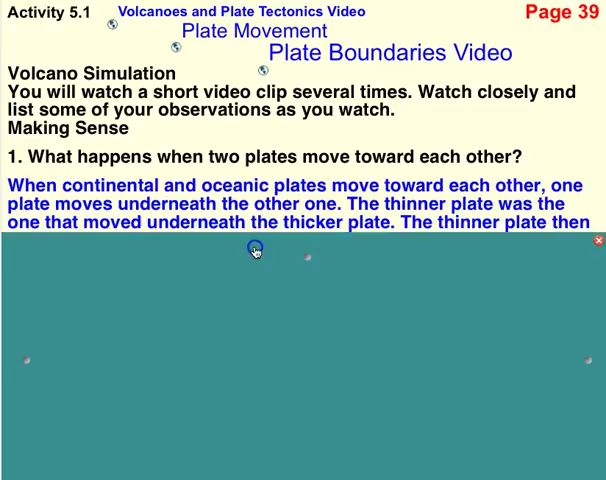 Activity 5.1 Volcanoes and Plate Tectonics Video Page 39
Plate Movement
Plate Boundaries Video
Volcano Simulation
You will watch a short video clip several times. Watch closely and
list some of your observations as you watch.
Making Sense
1. What happens when two plates move toward each other?
When continental and oceanic plates move toward each other, one
plate moves underneath the other one. The thinner plate was the
one that moved underneath the thicker plate. The thinner plate then